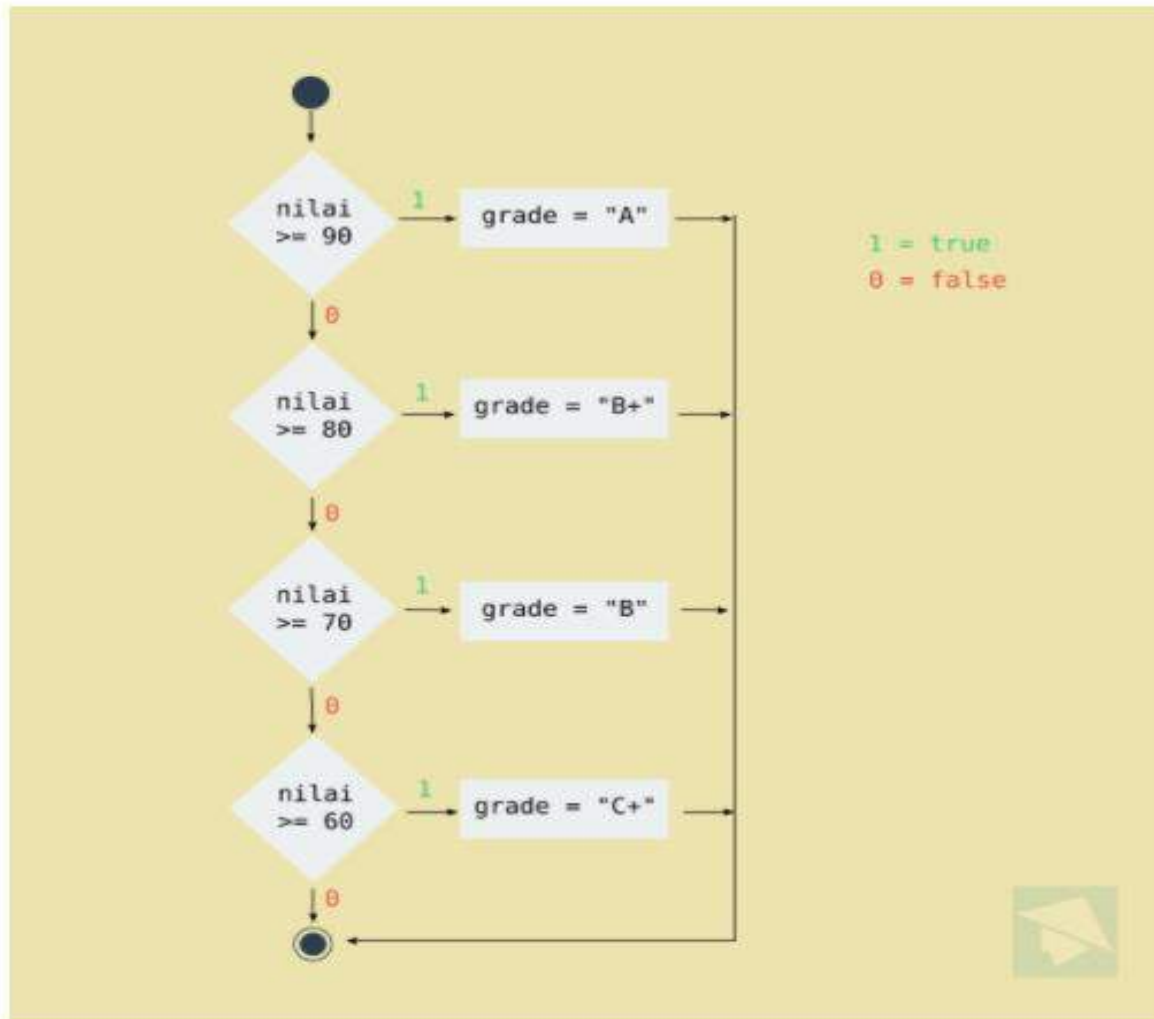 nilai
>= 90
1
grade = "A"
1 = true
0 = false
0
nilai
>= 80
1
grade = "B+"
0
nilai
>= 70
1
grade = "B"
0
nilai
>= 60
1
grade = "C+"
0